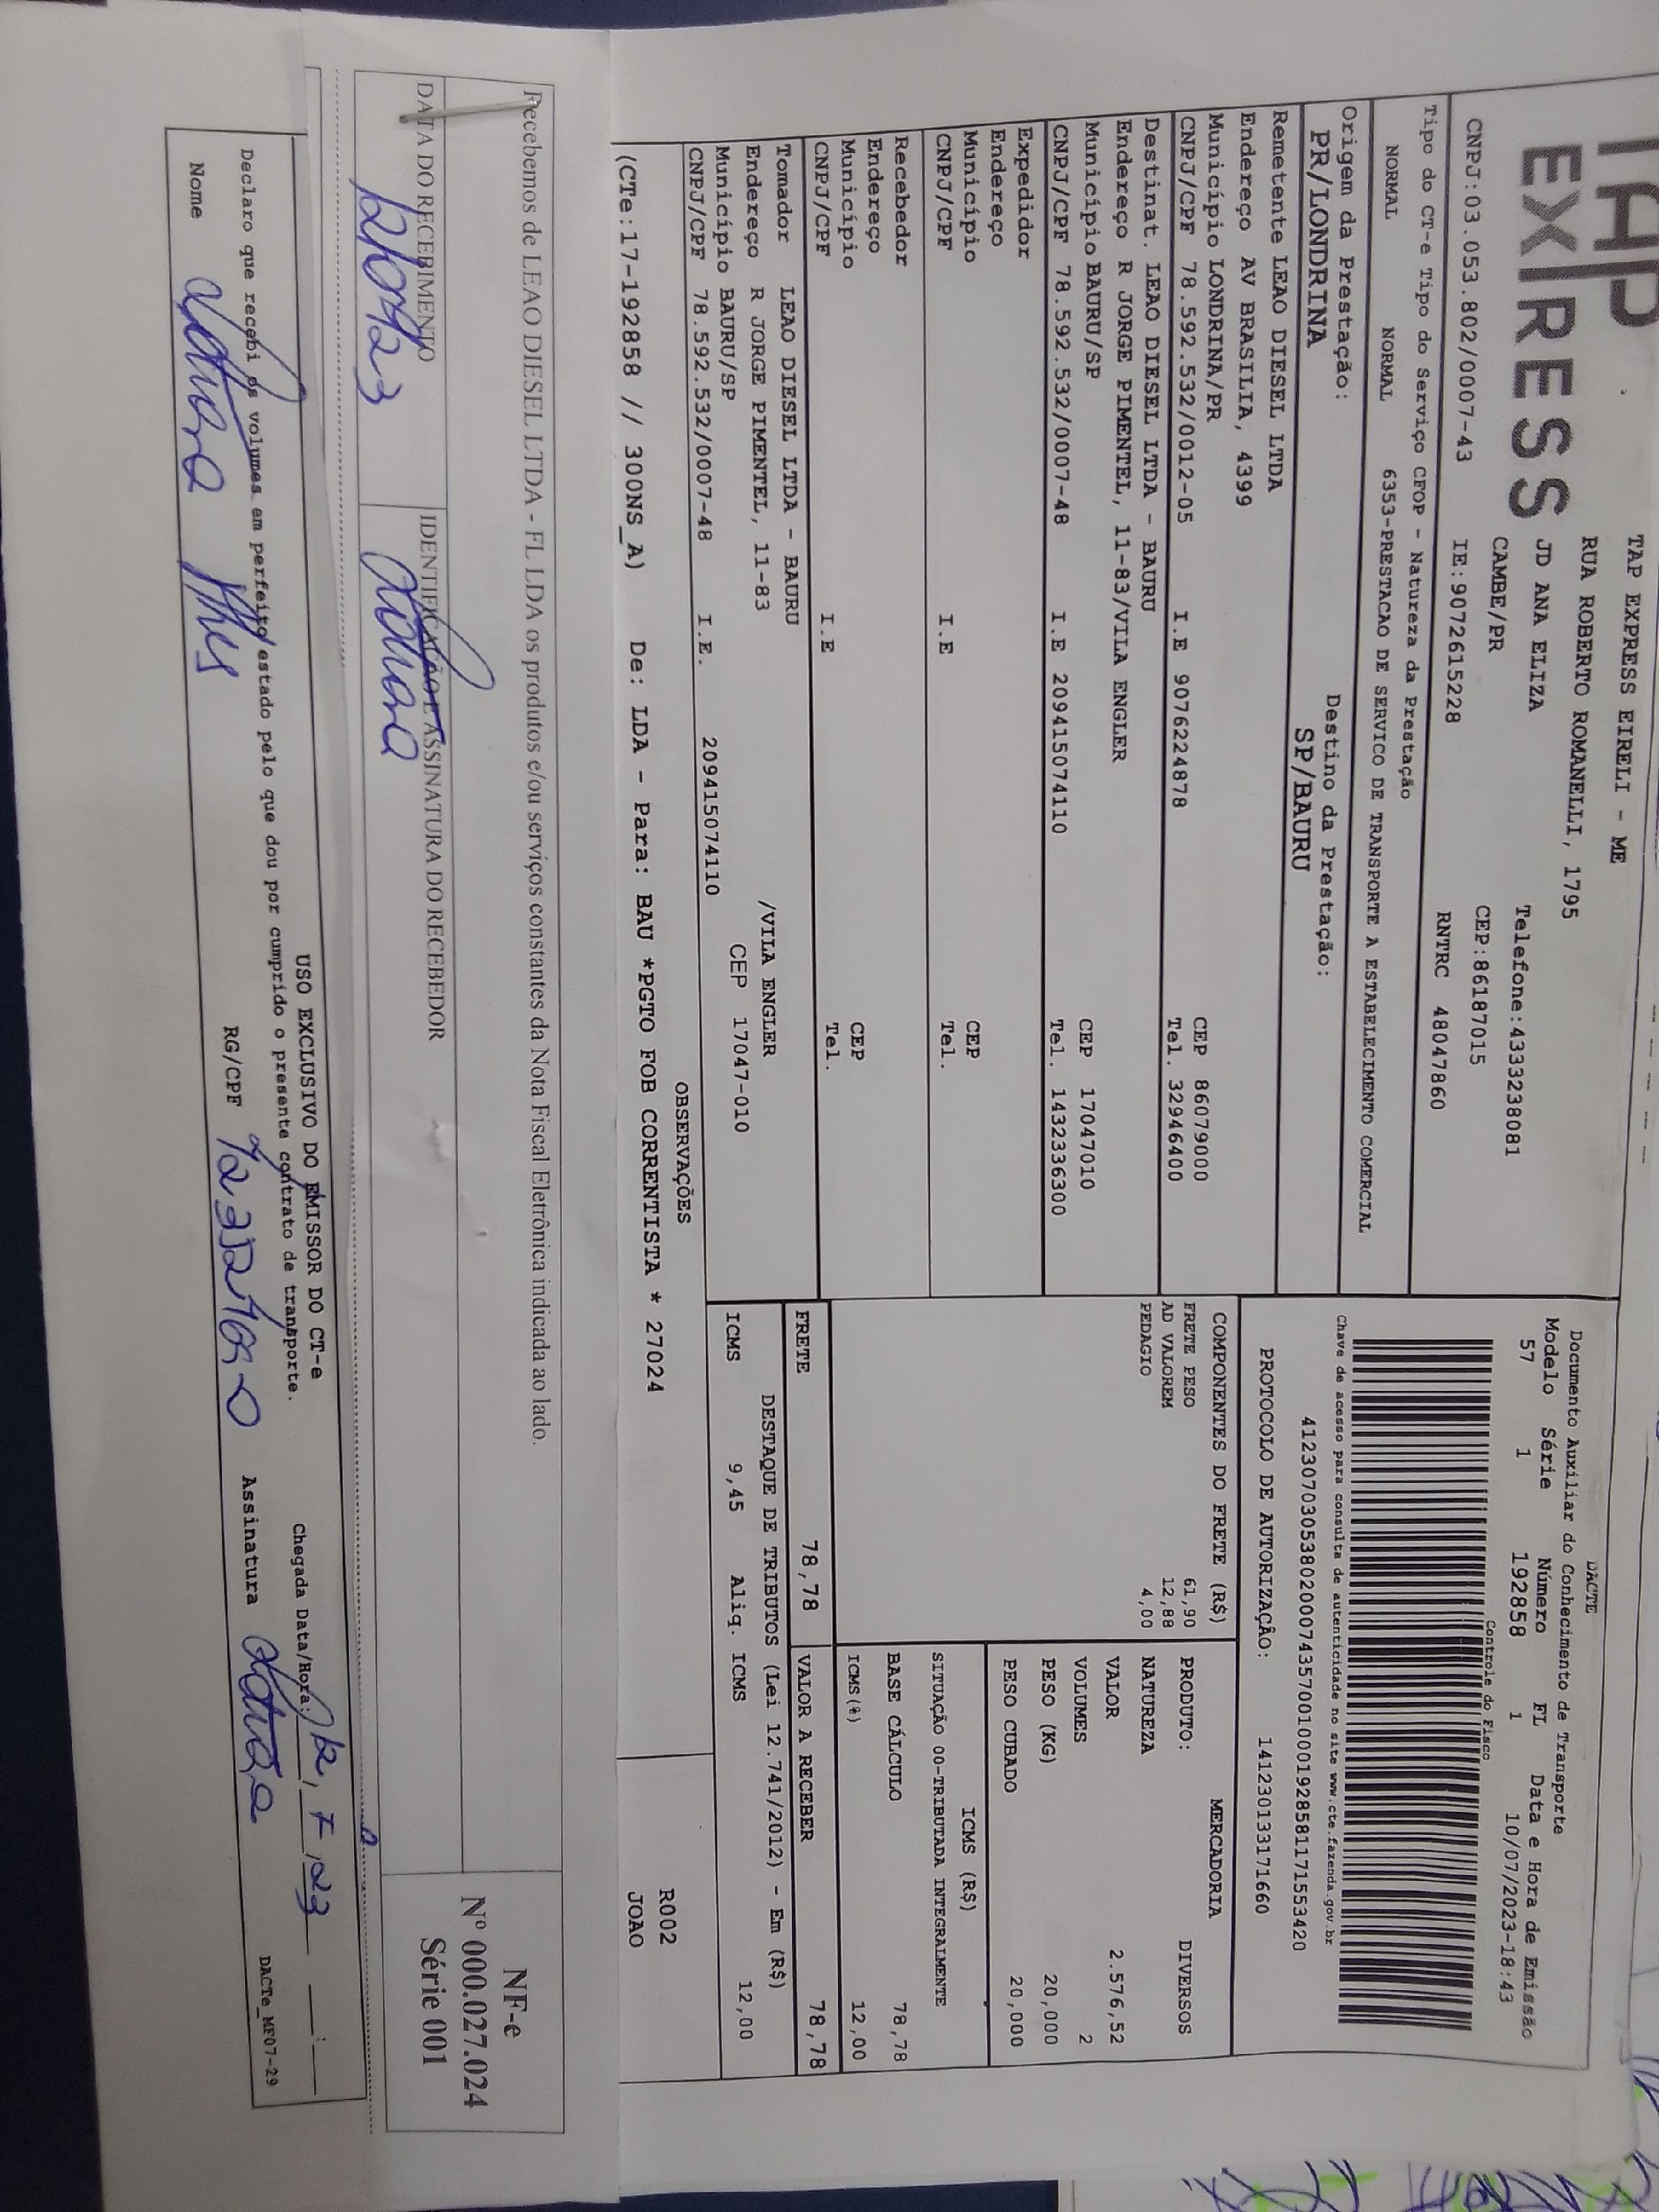 TAP
EXPRESS
TAP EXPRESS EIRELI - ME
RUA ROBERTO ROMANELLI, 1795
JD ANA ELIZA Telefone:4333238081
CAMBE/PR CEP:86187015
CNPJ:03.053.802/0007-43 IE:9072615228 RNTRC 48047860
Tipo do CT-e Tipo do Serviço CFOP - Natureza da Prestação
NORMAL NORMAL 6353-PRESTACAO DE SERVICO DE TRANSPORTE A ESTABELECIMENTO COMERCIAL
Origem da Prestação: Destino da Prestação:
PR/LONDRINA SP/BAURU
Remetente LEAO DIESEL LTDA
Endereço AV BRASILIA, 4399
Município LONDRINA/PR CEP 86079000
CNPJ/CPF 78.592.532/0012-05 I.E 9076224878 Tel. 32946400
Destinat. LEAO DIESEL LTDA - BAURU
Endereço R JORGE PIMENTEL, 11-83/VILA ENGLER
Município BAURU/SP CEP 17047010
CNPJ/CPF 78.592.532/0007-48 I.E 209415074110 Tel. 1432336300
Expedidor
Endereço
Município CEP
CNPJ/CPF I.E Tel.
Recebedor
Endereço
Município CEP
CNPJ/CPF I.E Tel.
Tomador LEAO DIESEL LTDA - BAURU
Endereço R JORGE PIMENTEL, 11-83 /VILA ENGLER
Município BAURU/SP CEP 17047-010
CNPJ/CPF 78.592.532/0007-48 I.E. 209415074110
DACTE
Documento Auxiliar do Conhecimento de Transporte
Modelo Série Número FL Data e Hora de Emissão
57 1 192858 1 10/07/2023-18:43
Controle do Fisco
Chave de acesso para consulta de autenticidade no site www.cte.fazenda.gov.br
41230703053802000743570010001928581171553420
PROTOCOLO DE AUTORIZAÇÃO: 141230133171660
COMPONENTES DO FRETE (R$)
FRETE PESO 61,90
AD VALOREM 12,88
PEDAGIO 4,00
MERCADORIA
PRODUTO: DIVERSOS
NATUREZA
VALOR 2.576,52
VOLUMES 2
PESO (KG) 20,000
PESO CUBADO 20,000
ICMS (R$)
SITUAÇÃO 00-TRIBUTADA INTEGRALMENTE
BASE CÁLCULO 78,78
ICMS(%) 12,00
FRETE 78,78 VALOR A RECEBER 78,78
DESTAQUE DE TRIBUTOS (Lei 12.741/2012) - Em (R$)
ICMS 9,45 Aliq. ICMS 12,00
OBSERVAÇÕES
(CTe:17-192858 // 300NS_A) De: LDA - Para: BAU *PGTO FOB CORRENTISTA * 27024
R002
JOAO
Recebemos de LEAO DIESEL LTDA - FL LDA os produtos e/ou serviços constantes da Nota Fiscal Eletrônica indicada ao lado.
DATA DO RECEBIMENTO IDENTIFICAÇÃO E ASSINATURA DO RECEBEDOR
NF-e
Nº 000.027.024
Série 001
USO EXCLUSIVO DO EMISSOR DO CT-e
Declaro que recebi os volumes em perfeito estado pelo que dou por cumprido o presente contrato de transporte.
Chegada Data/Hora: 12, 7, 23 :
Nome RG/CPF Assinatura
DACTe_MF07-29